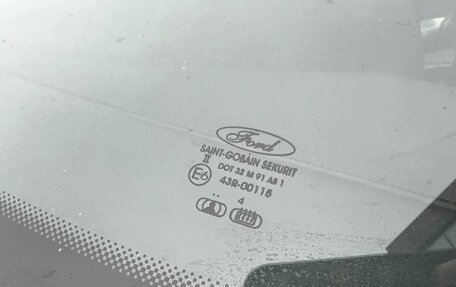 Ford
SAINT-GOBAIN SEKURIT
II DOT 32 M 91 AS 1
E6 43R-00115
.. 4